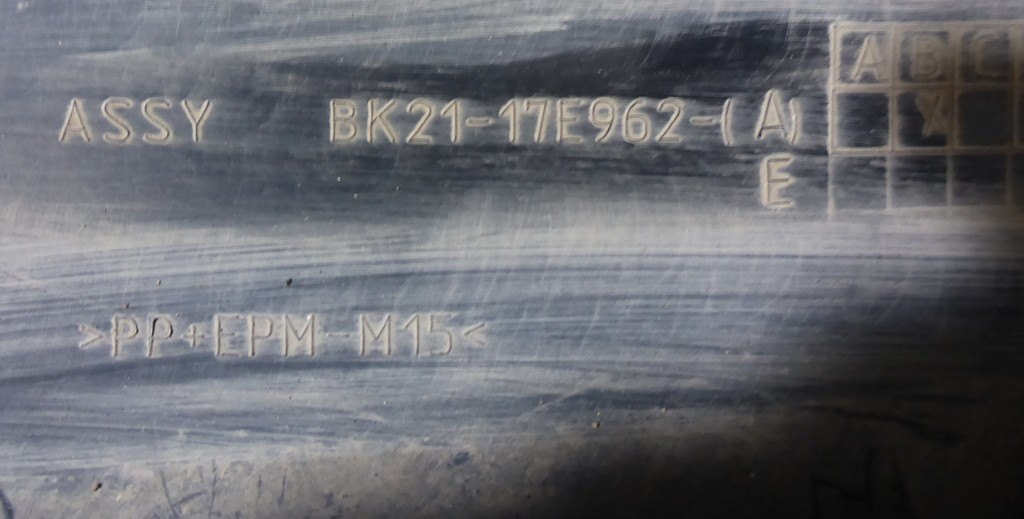 A B C
ASSY BK21-17E962-(A)
X
E
>PP+EPM-M15<